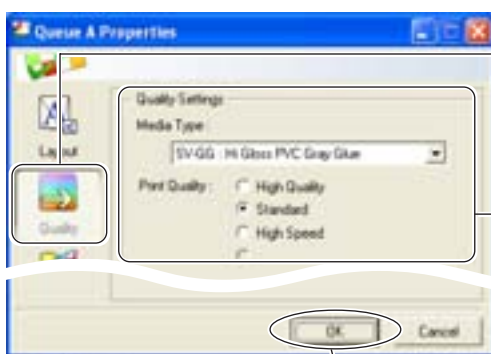 Queue A Properties
Quality Settings
Media Type :
Layout
SV-GG : Hi Gloss PVC Gray Glue
Print Quality :
High Quality
Standard
Quality
High Speed
OK
Cancel